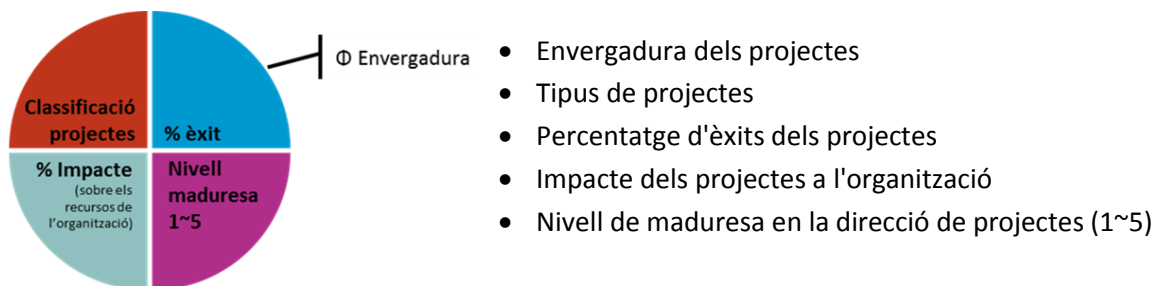 Classificació
projectes
% èxit
% Impacte
(sobre els
recursos de
l'organització)
Nivell
maduresa
1~5
Φ Envergadura
• Envergadura dels projectes
• Tipus de projectes
• Percentatge d'èxits dels projectes
• Impacte dels projectes a l'organització
• Nivell de maduresa en la direcció de projectes (1~5)